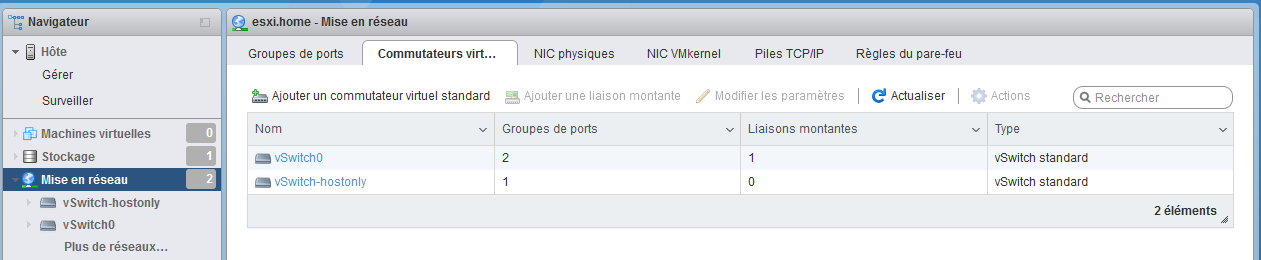 Navigateur
Hôte
Gérer
Surveiller
Machines virtuelles 0
Stockage 1
Mise en réseau 2
vSwitch-hostonly
vSwitch0
Plus de réseaux...
esxi.home - Mise en réseau
Groupes de ports Commutateurs virt... NIC physiques NIC VMkernel Piles TCP/IP Règles du pare-feu
Ajouter un commutateur virtuel standard Ajouter une liaison montante Modifier les paramètres Actualiser Actions Rechercher
Nom Groupes de ports Liaisons montantes Type
vSwitch0 2 1 vSwitch standard
vSwitch-hostonly 1 0 vSwitch standard
2 éléments